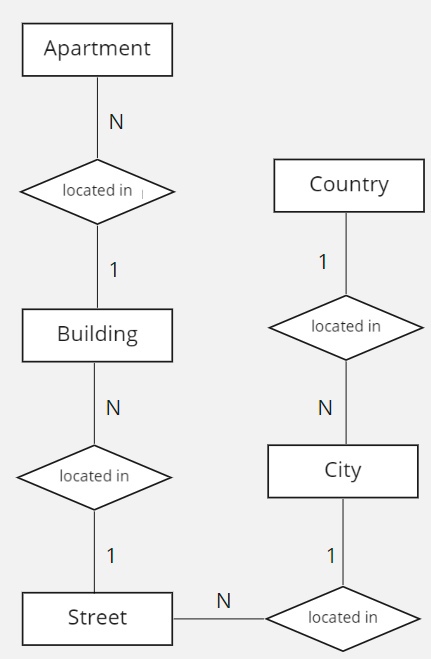 Apartment
N
located in
1
Building
N
located in
1
Street
N
located in
1
City
N
located in
1
Country